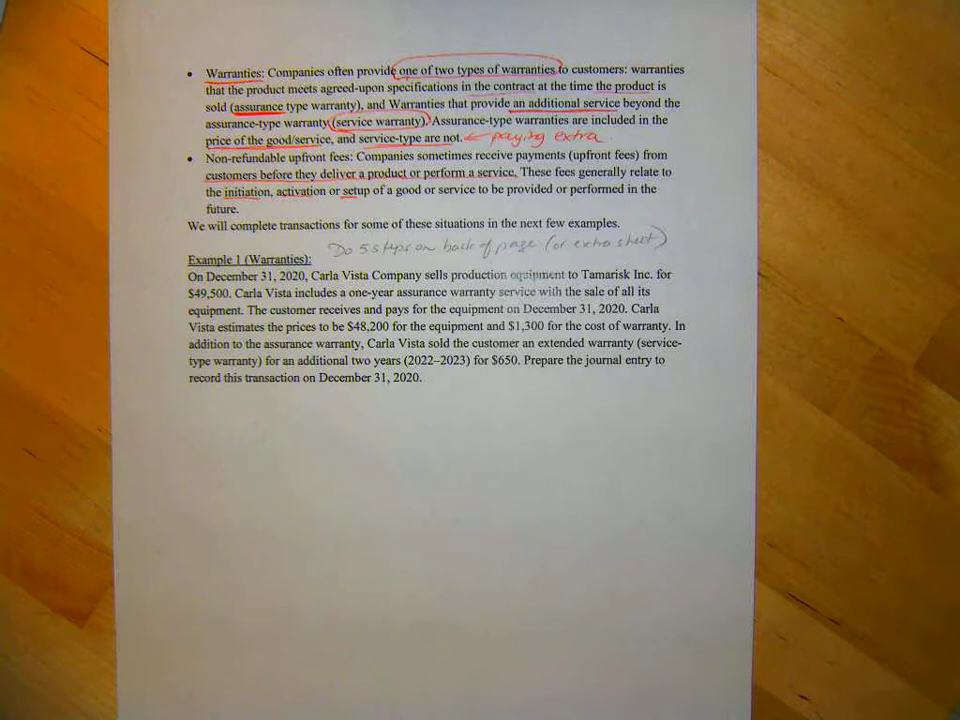 • Warranties: Companies often provide one of two types of warranties to customers: warranties
that the product meets agreed-upon specifications in the contract at the time the product is
sold (assurance type warranty), and Warranties that provide an additional service beyond the
assurance-type warranty (service warranty). Assurance-type warranties are included in the
price of the good/service, and service-type are not. ← paying extra.
• Non-refundable upfront fees: Companies sometimes receive payments (upfront fees) from
customers before they deliver a product or perform a service. These fees generally relate to
the initiation, activation or setup of a good or service to be provided or performed in the
future.
We will complete transactions for some of these situations in the next few examples.
Do 5 steps on back of page (or extra sheet)
Example 1 (Warranties):
On December 31, 2020, Carla Vista Company sells production equipment to Tamarisk Inc. for
$49,500. Carla Vista includes a one-year assurance warranty service with the sale of all its
equipment. The customer receives and pays for the equipment on December 31, 2020. Carla
Vista estimates the prices to be $48,200 for the equipment and $1,300 for the cost of warranty. In
addition to the assurance warranty, Carla Vista sold the customer an extended warranty (service-
type warranty) for an additional two years (2022–2023) for $650. Prepare the journal entry to
record this transaction on December 31, 2020.